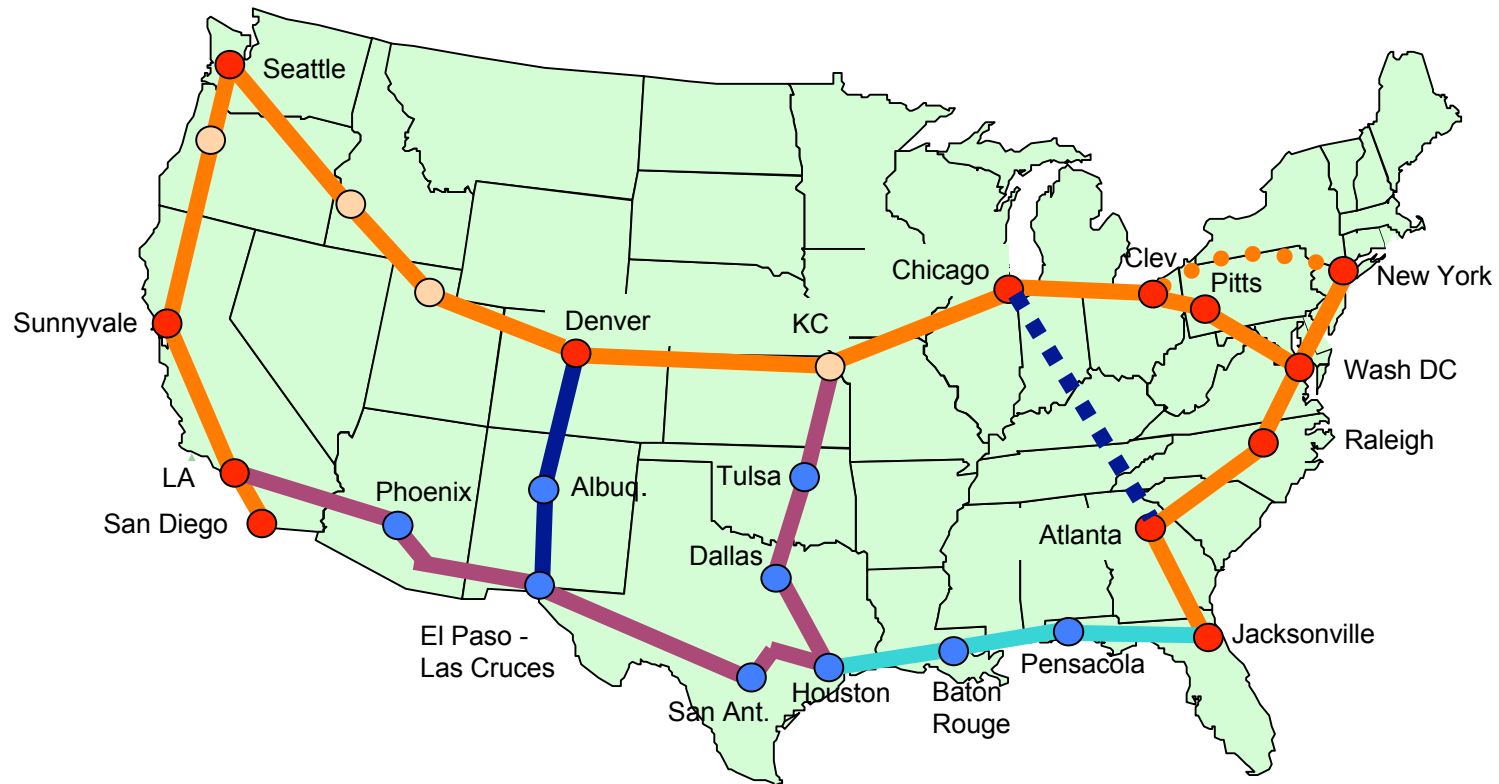 Seattle
Clev.
Chicago
Pitts
New York
Sunnyvale
Denver
KC
Wash DC
Raleigh
LA
Phoenix
Albuq.
Tulsa
San Diego
Atlanta
Dallas
El Paso -
Las Cruces
Jacksonville
Pensacola
San Ant.
Houston
Baton
Rouge